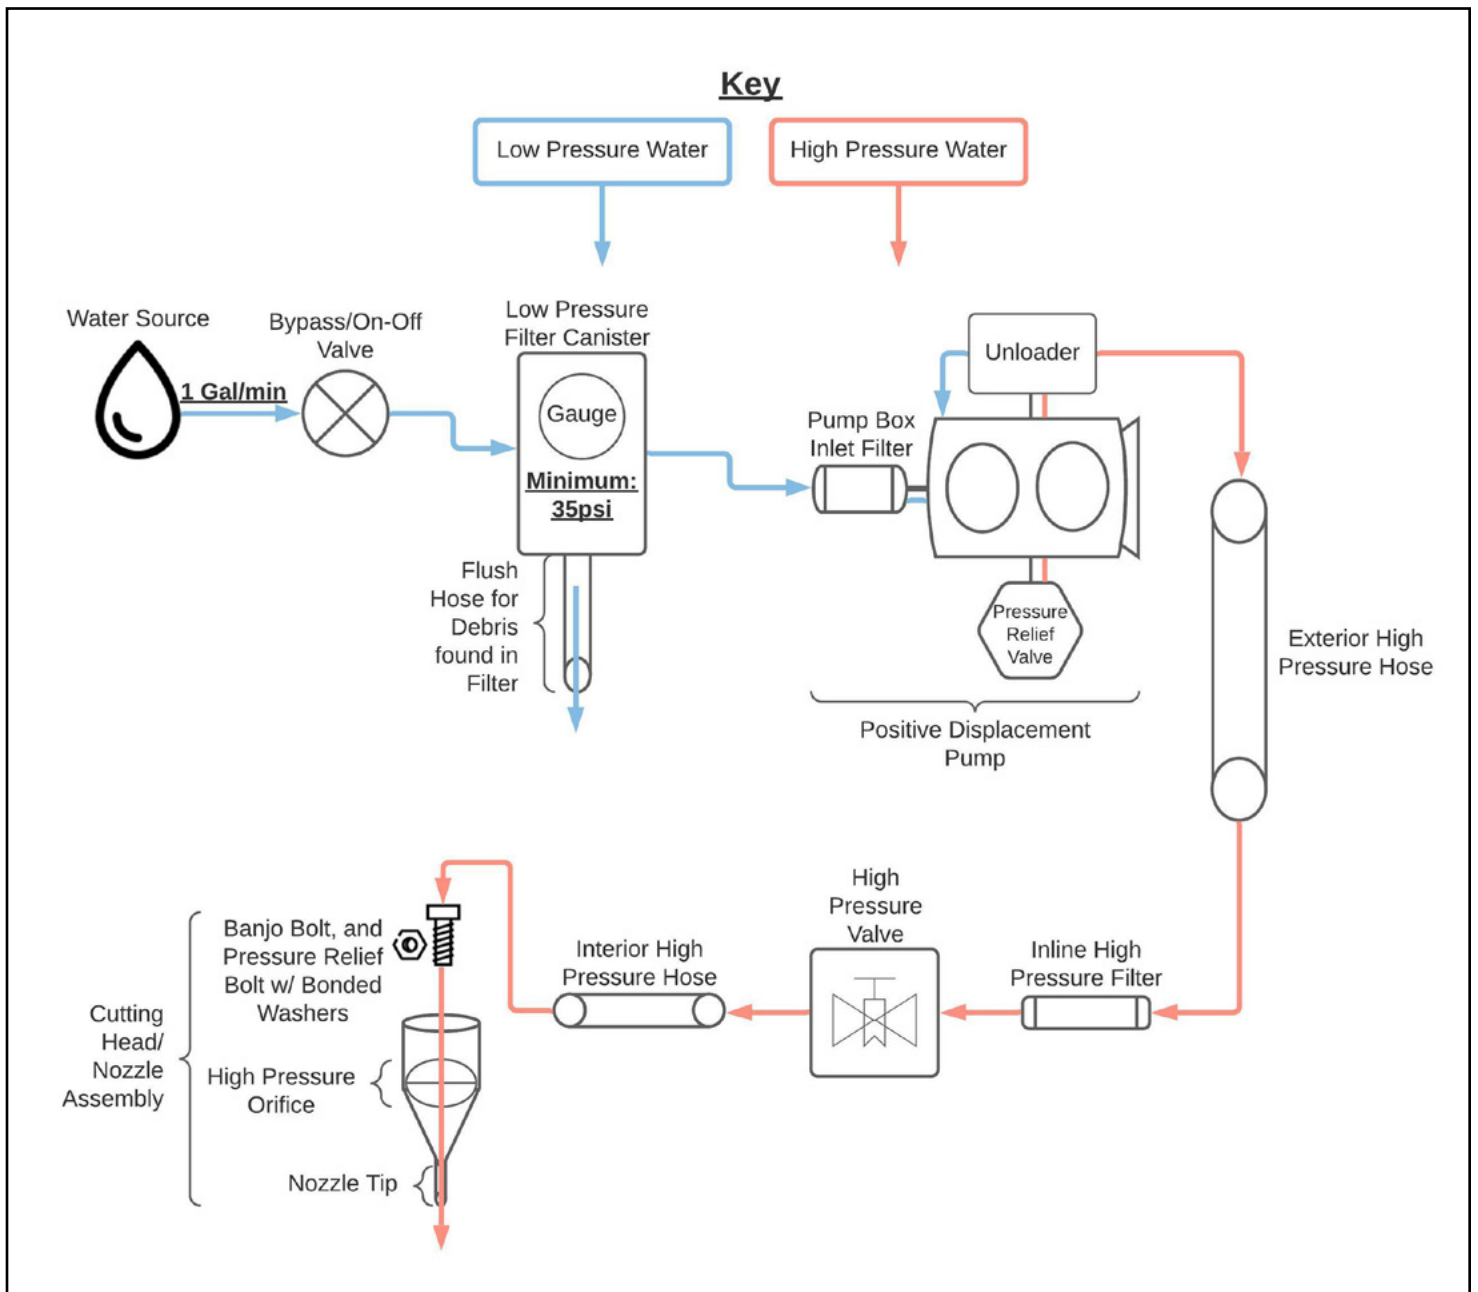 Key
Low Pressure Water
High Pressure Water
Water Source
1 Gal/min
Bypass/On-Off
Valve
Low Pressure
Filter Canister
Gauge
Minimum:
35psi
Flush
Hose for
Debris
found in
Filter
Pump Box
Inlet Filter
Unloader
Pressure
Relief
Valve
Positive Displacement
Pump
Exterior High
Pressure Hose
Inline High
Pressure Filter
High
Pressure
Valve
Interior High
Pressure Hose
Banjo Bolt, and
Pressure Relief
Bolt w/ Bonded
Washers
Cutting
Head/
Nozzle
Assembly
High Pressure
Orifice
Nozzle Tip